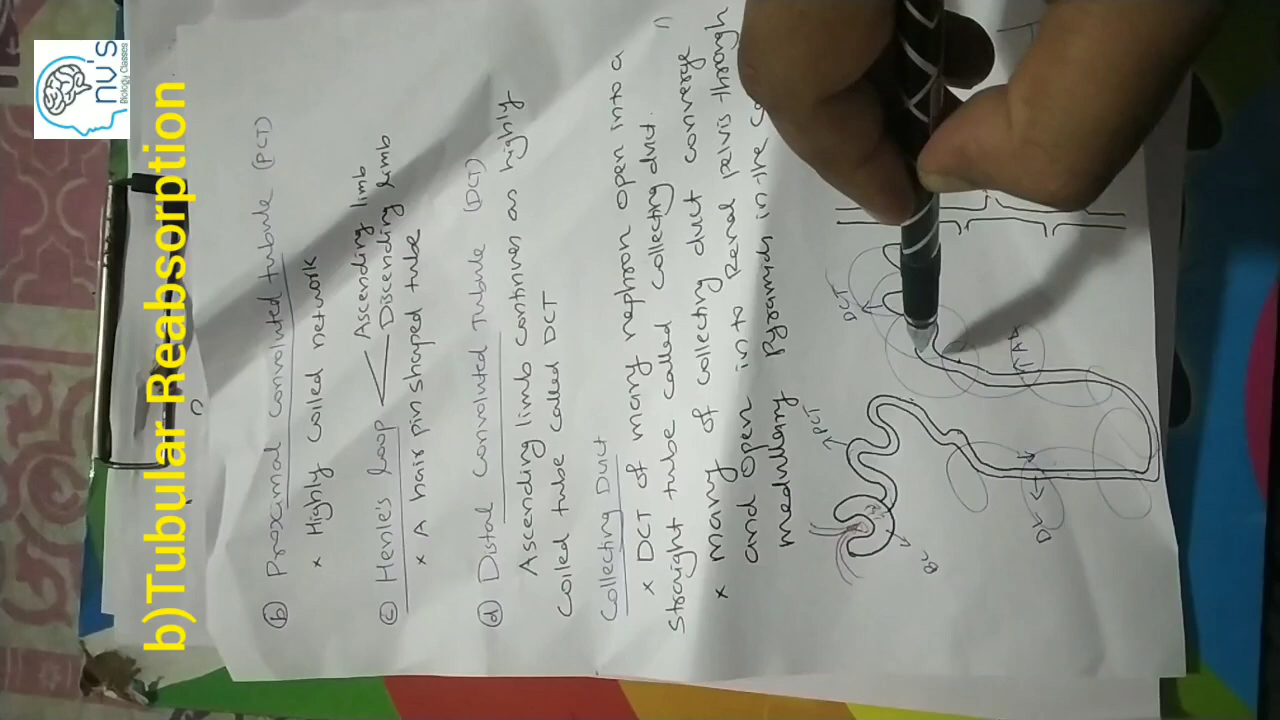 nv's
Biology Classes
b)Tubular Reabsorption
(b) Proximal convoluted tubule (PCT)
x Highly coiled network
(c) Henle's loop
Ascending limb
Discending limb
x A hair pin shaped tube
(d) Distal convoluted Tubule (DCT)
Ascending limb continues as highly
coiled tube called DCT
Collecting Duct
x DCT of many nephron open into a
straight tube called collecting duct.
x many of collecting duct converge
and open in to Renal pelvis through
medullary Pyramids in the
PCT
DCT
BC
DL